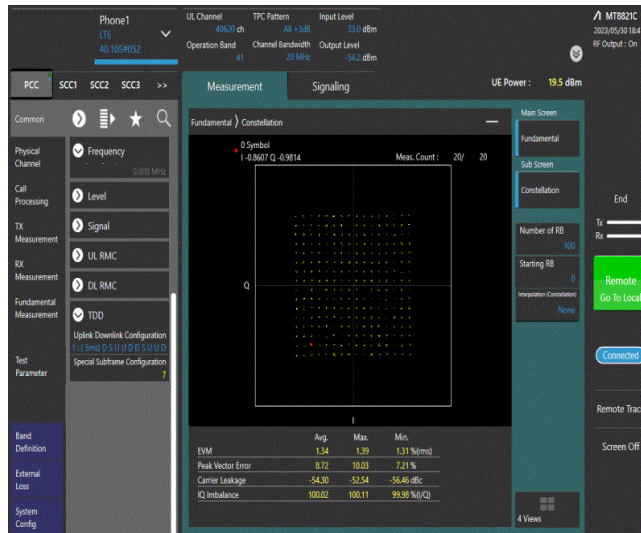 Phone1
LTE
40.10S#052
UL Channel
40620 ch
TPC Pattern
All +3dB
Input Level
33.0 dBm
Operation Band
41
Channel Bandwidth
20 MHz
Output Level
-54.2 dBm
MT8821C
2023/05/30 18:4
RF Output : On
PCC SCC1 SCC2 SCC3 >>
Measurement
Signaling
UE Power : 19.5 dBm
Common
Physical
Channel
Call
Processing
TX
Measurement
RX
Measurement
Fundamental
Measurement
Test
Parameter
Band
Definition
External
Loss
System
Config
Frequency
0.000 MHz
Level
Signal
UL RMC
DL RMC
TDD
Uplink Downlink Configuration
1 : ( 5ms) D S U U D D S U U D
Special Subframe Configuration
7
Fundamental ) Constellation
0 Symbol
I -0.8607 Q -0.9814
Meas. Count : 20/ 20
Q
I
Avg. Max. Min.
EVM 1.34 1.39 1.31 %(rms)
Peak Vector Error 8.72 10.03 7.21 %
Carrier Leakage -54.30 -52.54 -56.46 dBc
IQ Imbalance 100.02 100.11 99.98 %(I/Q)
Main Screen
Fundamental
Sub Screen
Constellation
Number of RB
100
Starting RB
0
Interpolation (Constellation)
None
4 Views
End
Tx
Rx
Remote
Go To Local
Connected
Remote Trac
Screen Off